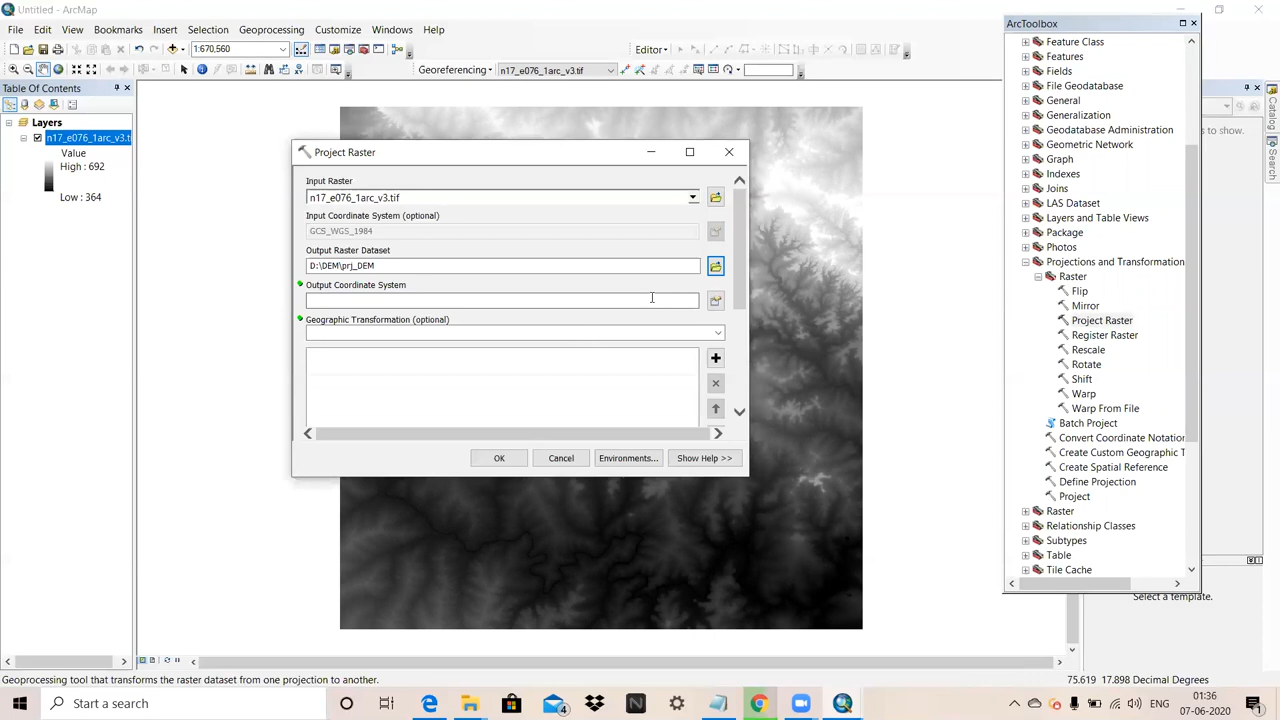 Untitled - ArcMap
File Edit View Bookmarks Insert Selection Geoprocessing Customize Windows Help
1:670,560
Editor
Georeferencing
n17_e076_1arc_v3.tif
Table Of Contents
Layers
n17_e076_1arc_v3.ti
Value
High : 692
Low : 364
Project Raster
Input Raster
n17_e076_1arc_v3.tif
Input Coordinate System (optional)
GCS_WGS_1984
Output Raster Dataset
D:\DEM\prj_DEM
Output Coordinate System
Geographic Transformation (optional)
OK Cancel Environments... Show Help >>
ArcToolbox
Feature Class
Features
Fields
File Geodatabase
General
Generalization
Geodatabase Administration
Geometric Network
Graph
Indexes
Joins
LAS Dataset
Layers and Table Views
Package
Photos
Projections and Transformation
Raster
Flip
Mirror
Project Raster
Register Raster
Rescale
Rotate
Shift
Warp
Warp From File
Batch Project
Convert Coordinate Notation
Create Custom Geographic T
Create Spatial Reference
Define Projection
Project
Raster
Relationship Classes
Subtypes
Table
Tile Cache
s to show.
Catalog
Search
Select a template.
Geoprocessing tool that transforms the raster dataset from one projection to another.
75.619 17.898 Decimal Degrees
Start a search
4
N
ENG
01:36
07-06-2020
1